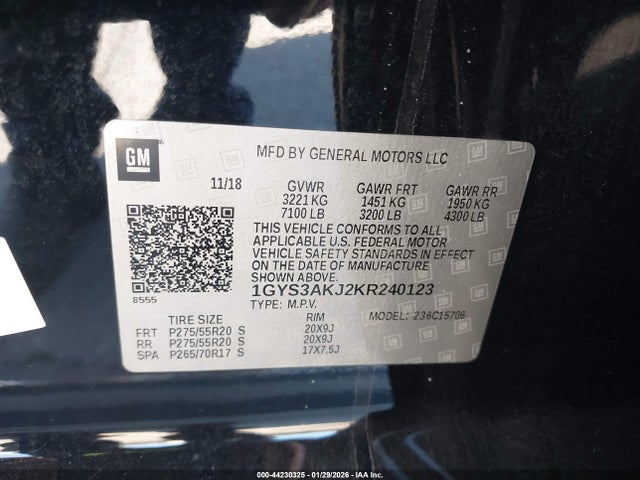 GM
MFD BY GENERAL MOTORS LLC
11/18 GVWR GAWR FRT GAWR RR
3221 KG 1451 KG 1950 KG
7100 LB 3200 LB 4300 LB
THIS VEHICLE CONFORMS TO ALL
APPLICABLE U.S. FEDERAL MOTOR
VEHICLE SAFETY STANDARDS IN EFFECT
ON THE DATE OF MANUFACTURE
SHOWN ABOVE.
8555 1GYS3AKJ2KR240123
TYPE: M.P.V.
TIRE SIZE RIM MODEL: 236C15706
FRT P275/55R20 S 20X9J
RR P275/55R20 S 20X9J
SPA P265/70R17 S 17X7.5J
000-44230325 | 01/29/2026 - IAA Inc.